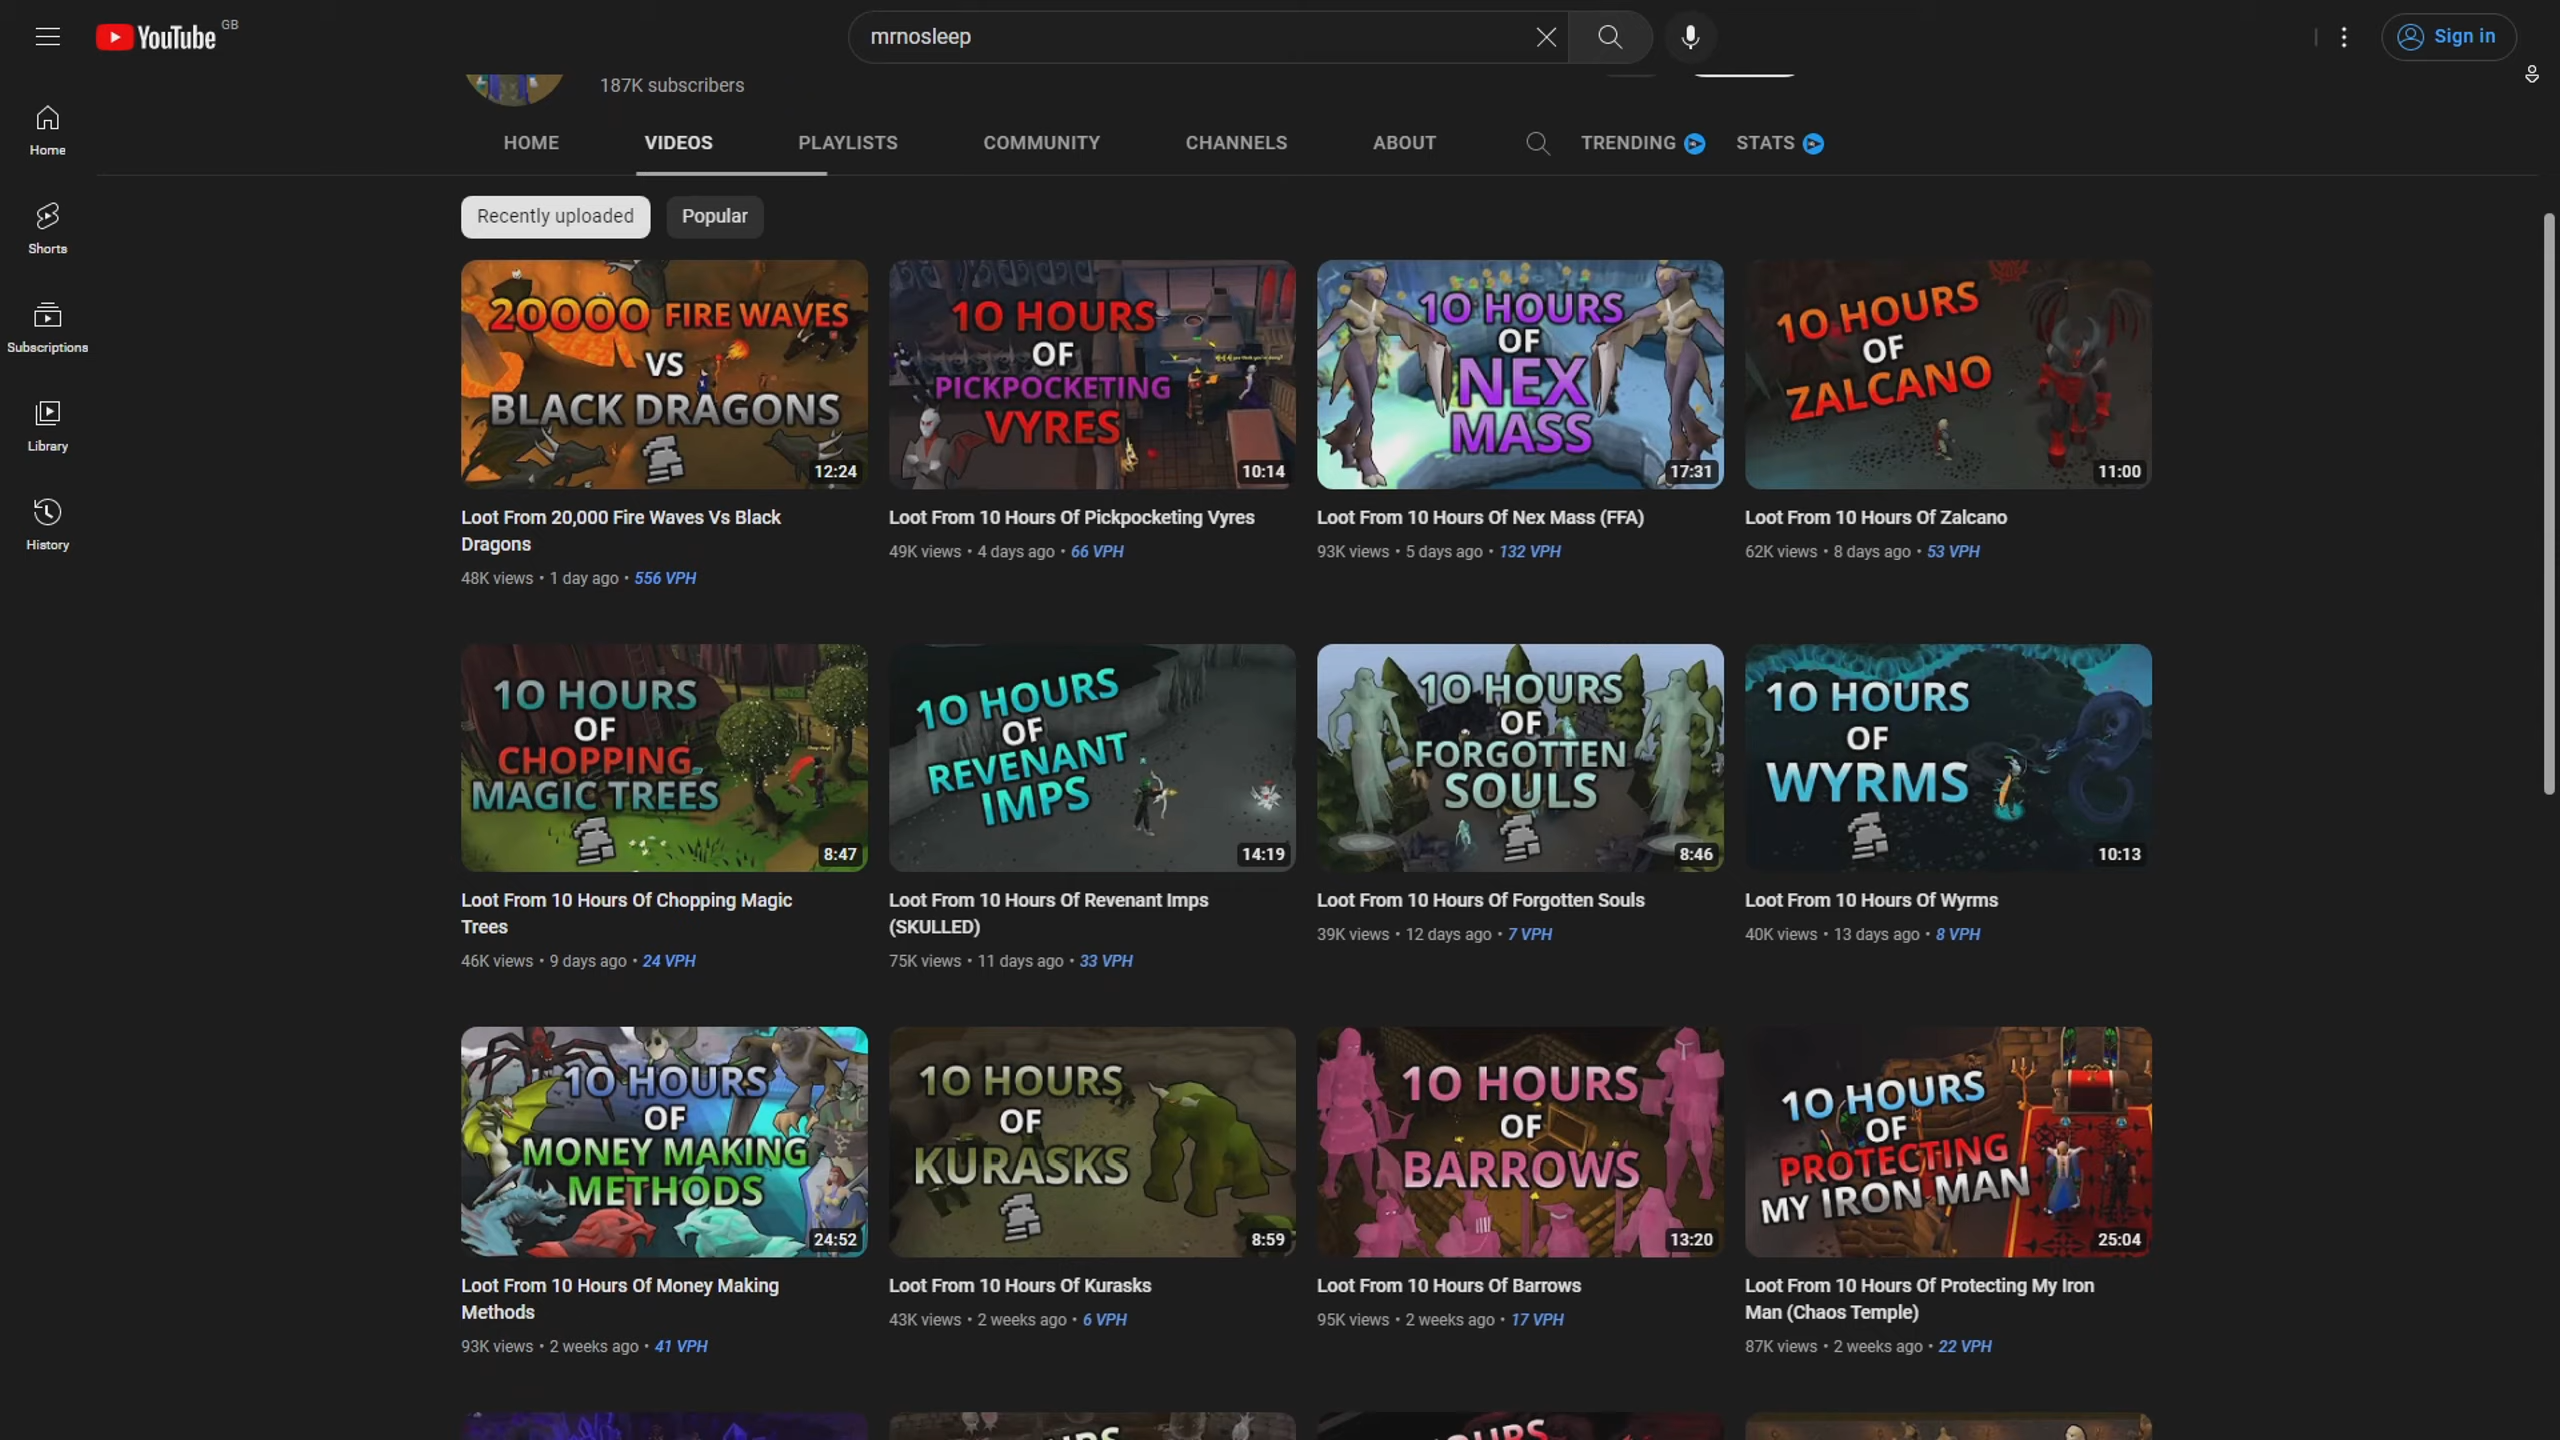 YouTube GB
mrnosleep
Sign in
187K subscribers
Home
Shorts
Subscriptions
Library
History
HOME
VIDEOS
PLAYLISTS
COMMUNITY
CHANNELS
ABOUT
TRENDING
STATS
Recently uploaded
Popular
20000 FIRE WAVES
VS
BLACK DRAGONS
12:24
Loot From 20,000 Fire Waves Vs Black
Dragons
48K views • 1 day ago • 556 VPH
10 HOURS
OF
PICKPOCKETING
VYRES
10:14
Loot From 10 Hours Of Pickpocketing Vyres
49K views • 4 days ago • 66 VPH
10 HOURS
OF
NEX
MASS
17:31
Loot From 10 Hours Of Nex Mass (FFA)
93K views • 5 days ago • 132 VPH
10 HOURS
OF
ZALCANO
11:00
Loot From 10 Hours Of Zalcano
62K views • 8 days ago • 53 VPH
10 HOURS
OF
CHOPPING
MAGIC TREES
8:47
Loot From 10 Hours Of Chopping Magic
Trees
46K views • 9 days ago • 24 VPH
10 HOURS
OF
REVENANT
IMPS
14:19
Loot From 10 Hours Of Revenant Imps
(SKULLED)
75K views • 11 days ago • 33 VPH
10 HOURS
OF
FORGOTTEN
SOULS
8:46
Loot From 10 Hours Of Forgotten Souls
39K views • 12 days ago • 7 VPH
10 HOURS
OF
WYRMS
10:13
Loot From 10 Hours Of Wyrms
40K views • 13 days ago • 8 VPH
10 HOURS
OF
MONEY MAKING
METHODS
24:52
Loot From 10 Hours Of Money Making
Methods
93K views • 2 weeks ago • 41 VPH
10 HOURS
OF
KURASKS
8:59
Loot From 10 Hours Of Kurasks
43K views • 2 weeks ago • 6 VPH
10 HOURS
OF
BARROWS
13:20
Loot From 10 Hours Of Barrows
95K views • 2 weeks ago • 17 VPH
10 HOURS
OF
PROTECTING
MY IRON MAN
25:04
Loot From 10 Hours Of Protecting My Iron
Man (Chaos Temple)
87K views • 2 weeks ago • 22 VPH